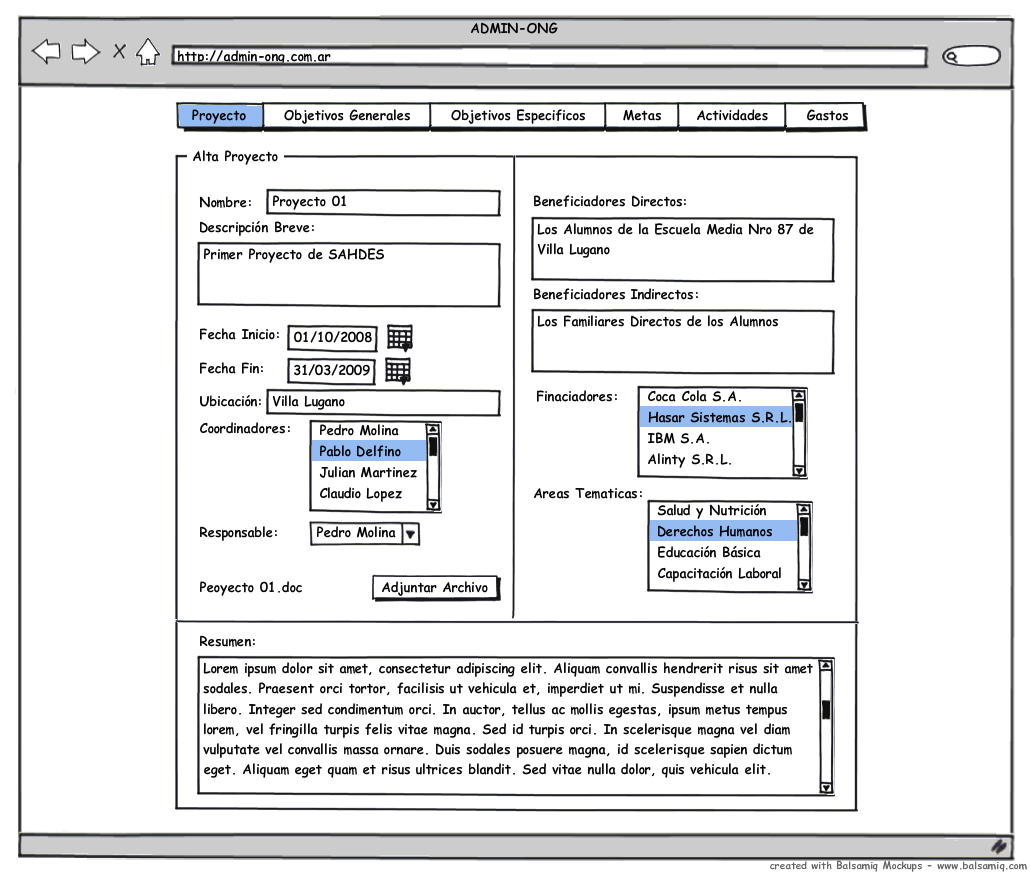 ADMIN-ONG
http://admin-ong.com.ar
Proyecto Objetivos Generales Objetivos Especificos Metas Actividades Gastos
Alta Proyecto
Nombre: Proyecto 01
Descripción Breve:
Primer Proyecto de SAHDES
Fecha Inicio: 01/10/2008
Fecha Fin: 31/03/2009
Ubicación: Villa Lugano
Coordinadores: Pedro Molina
Pablo Delfino
Julian Martinez
Claudio Lopez
Responsable: Pedro Molina
Peoyecto 01.doc Adjuntar Archivo
Beneficiadores Directos:
Los Alumnos de la Escuela Media Nro 87 de
Villa Lugano
Beneficiadores Indirectos:
Los Familiares Directos de los Alumnos
Finaciadores: Coca Cola S.A.
Hasar Sistemas S.R.L.
IBM S.A.
Alinty S.R.L.
Areas Tematicas:
Salud y Nutrición
Derechos Humanos
Educación Básica
Capacitación Laboral
Resumen:
Lorem ipsum dolor sit amet, consectetur adipiscing elit. Aliquam convallis hendrerit risus sit amet
sodales. Praesent orci tortor, facilisis ut vehicula et, imperdiet ut mi. Suspendisse et nulla
libero. Integer sed condimentum orci. In auctor, tellus ac mollis egestas, ipsum metus tempus
lorem, vel fringilla turpis felis vitae magna. Sed id turpis orci. In scelerisque magna vel diam
vulputate vel convallis massa ornare. Duis sodales posuere magna, id scelerisque sapien dictum
eget. Aliquam eget quam et risus ultrices blandit. Sed vitae nulla dolor, quis vehicula elit.
created with Balsamiq Mockups - www.balsamiq.com